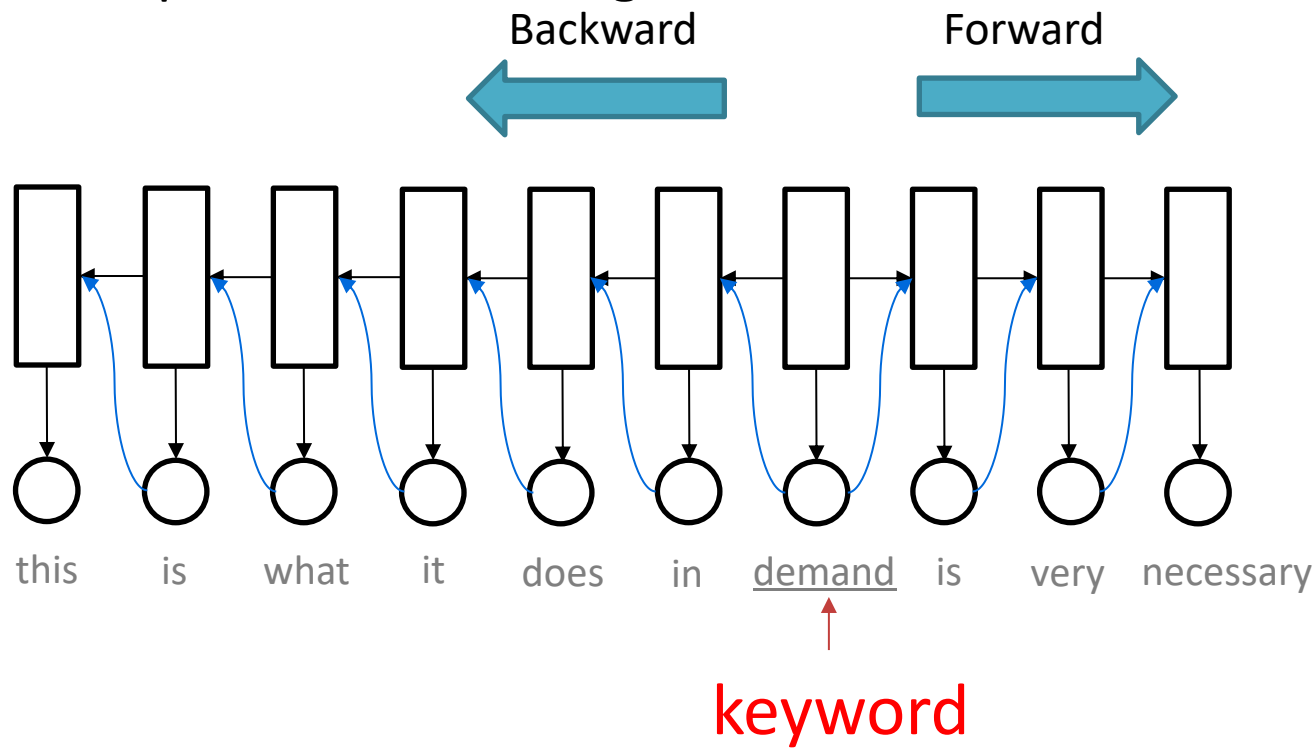 Backward Forward
this is what it does in demand is very necessary
keyword